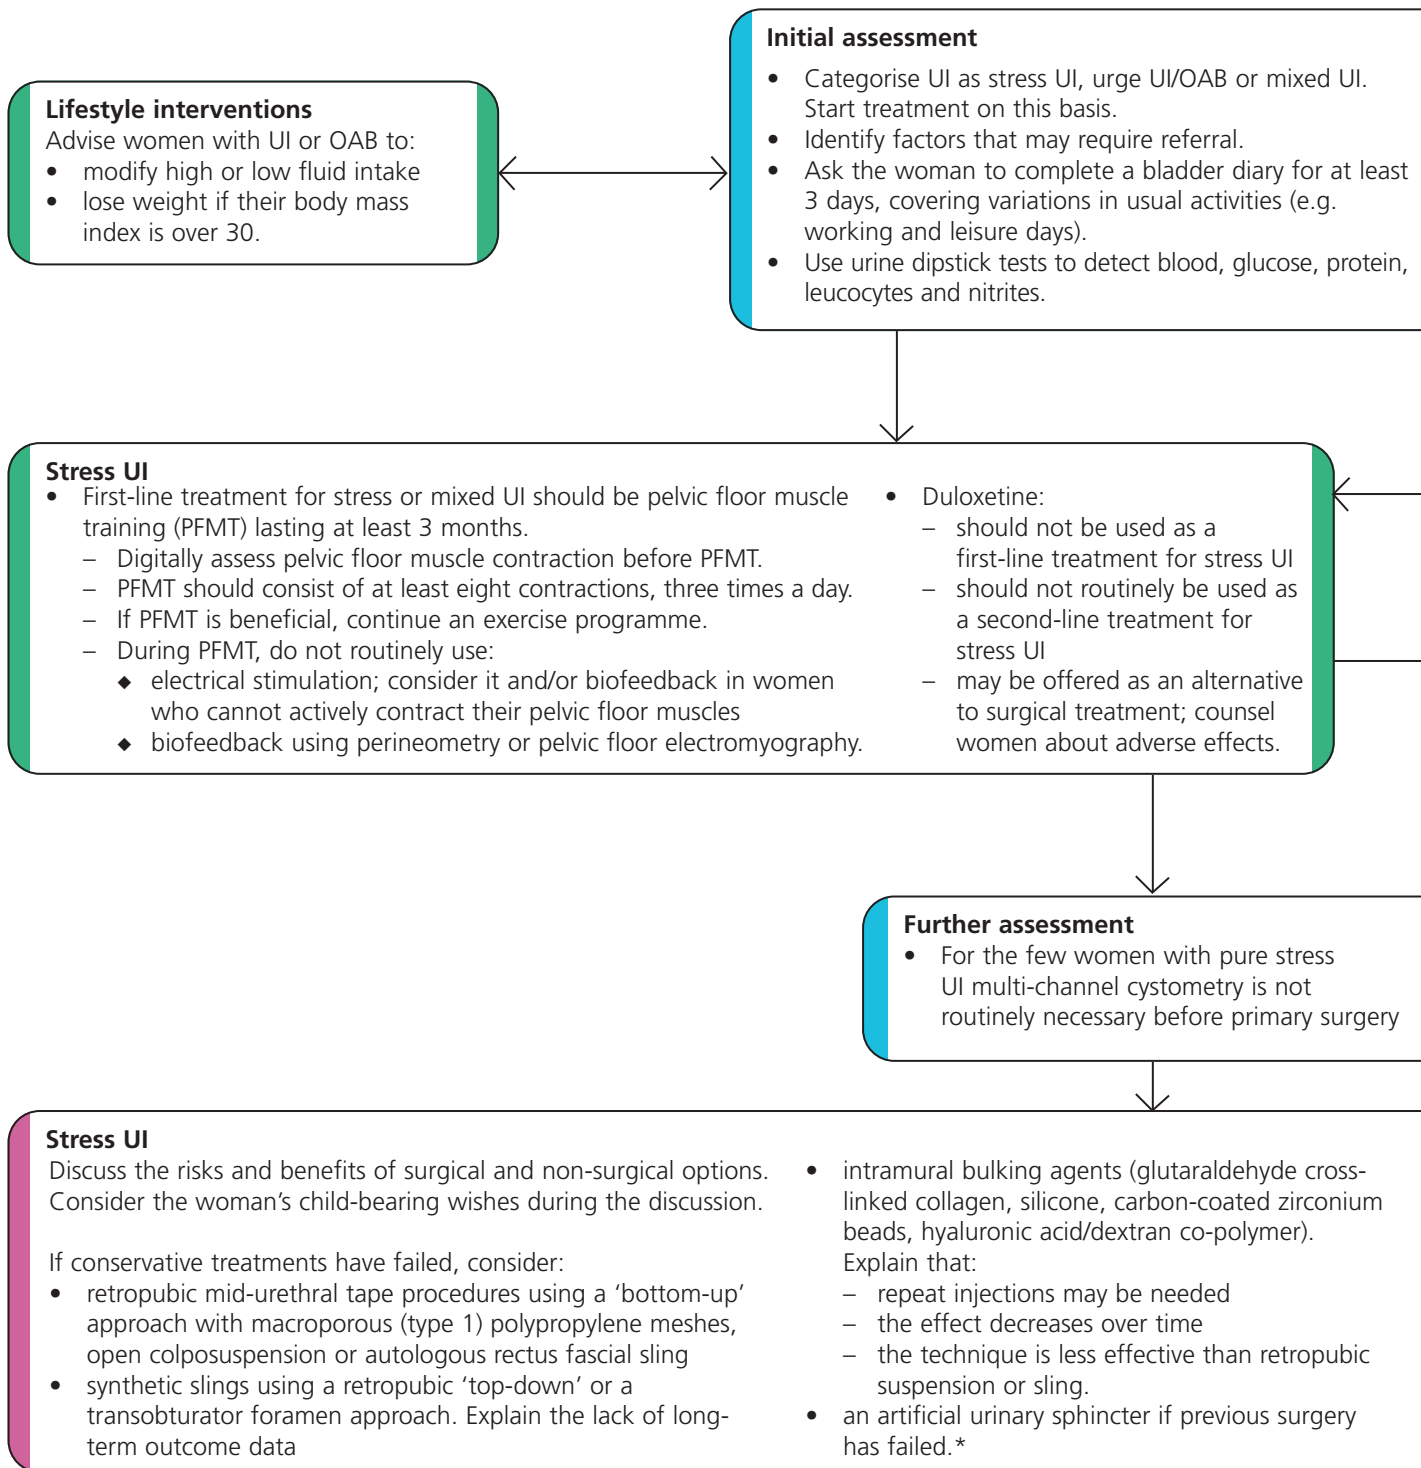 Initial assessment
• Categorise UI as stress UI, urge UI/OAB or mixed UI.
Start treatment on this basis.
• Identify factors that may require referral.
• Ask the woman to complete a bladder diary for at least
3 days, covering variations in usual activities (e.g.
working and leisure days).
• Use urine dipstick tests to detect blood, glucose, protein,
leucocytes and nitrites.
Lifestyle interventions
Advise women with UI or OAB to:
• modify high or low fluid intake
• lose weight if their body mass
index is over 30.
Stress UI
• First-line treatment for stress or mixed UI should be pelvic floor muscle
training (PFMT) lasting at least 3 months.
– Digitally assess pelvic floor muscle contraction before PFMT.
– PFMT should consist of at least eight contractions, three times a day.
– If PFMT is beneficial, continue an exercise programme.
– During PFMT, do not routinely use:
◆ electrical stimulation; consider it and/or biofeedback in women
who cannot actively contract their pelvic floor muscles
◆ biofeedback using perineometry or pelvic floor electromyography.
• Duloxetine:
– should not be used as a
first-line treatment for stress UI
– should not routinely be used as
a second-line treatment for
stress UI
– may be offered as an alternative
to surgical treatment; counsel
women about adverse effects.
Further assessment
• For the few women with pure stress
UI multi-channel cystometry is not
routinely necessary before primary surgery
Stress UI
Discuss the risks and benefits of surgical and non-surgical options.
Consider the woman’s child-bearing wishes during the discussion.
If conservative treatments have failed, consider:
• retropubic mid-urethral tape procedures using a ‘bottom-up’
approach with macroporous (type 1) polypropylene meshes,
open colposuspension or autologous rectus fascial sling
• synthetic slings using a retropubic ‘top-down’ or a
transobturator foramen approach. Explain the lack of long-
term outcome data
• intramural bulking agents (glutaraldehyde cross-
linked collagen, silicone, carbon-coated zirconium
beads, hyaluronic acid/dextran co-polymer).
Explain that:
– repeat injections may be needed
– the effect decreases over time
– the technique is less effective than retropubic
suspension or sling.
• an artificial urinary sphincter if previous surgery
has failed.*